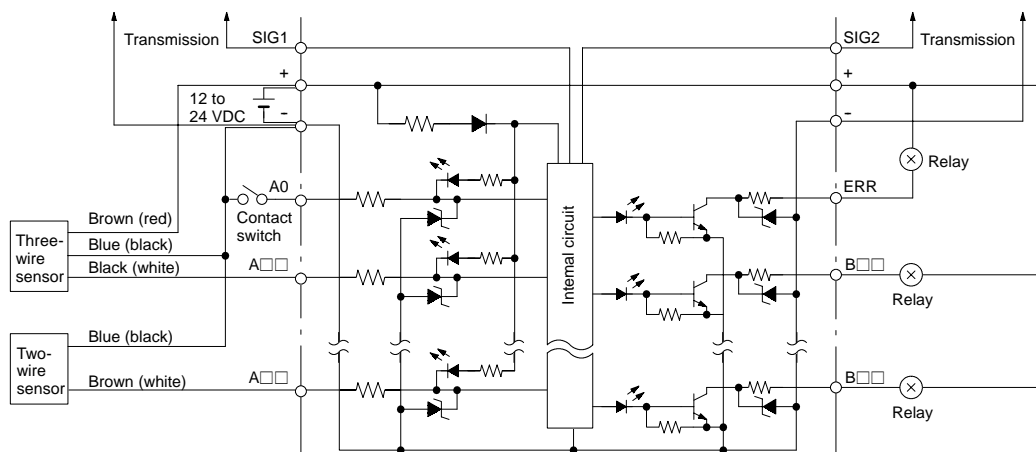 Transmission
SIG1
SIG2
Transmission
+
+
12 to
24 VDC
-
-
Relay
A0
ERR
Contact
switch
Brown (red)
Three-
wire
sensor
Blue (black)
Black (white)
A□□
Internal circuit
B□□
Relay
Two-
wire
sensor
Blue (black)
Brown (white)
A□□
B□□
Relay